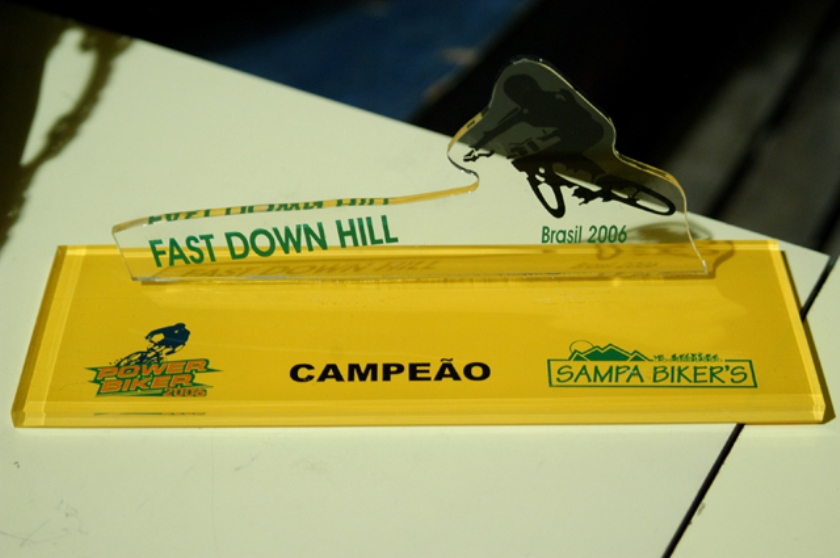 FAST DOWN HILL
Brasil 2006
POWER
BIKER
2006
CAMPEÃO
SAMPA BIKER'S